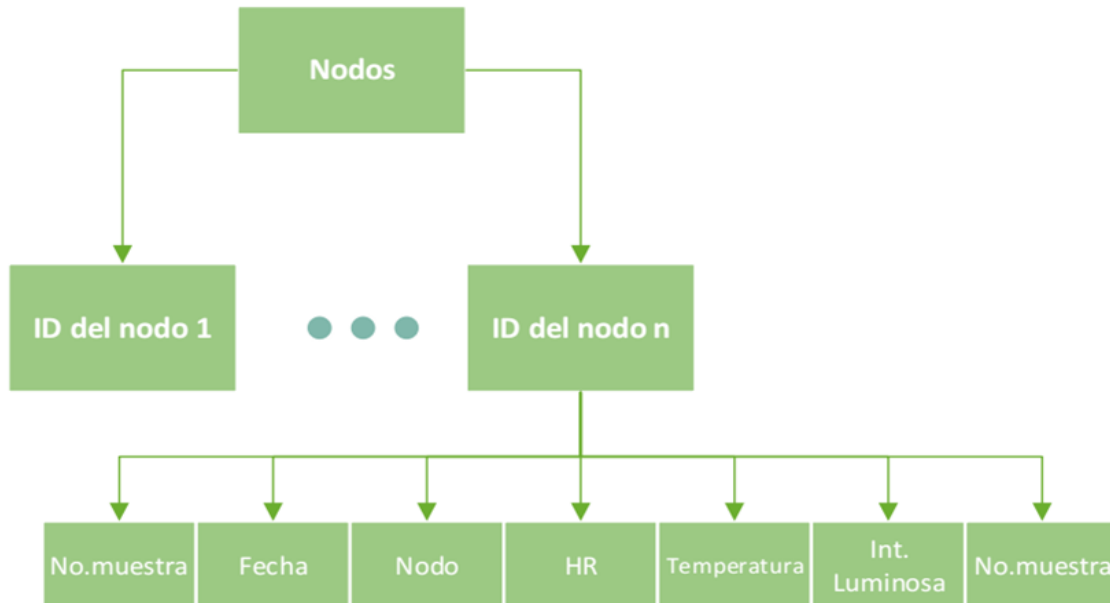 Nodos
ID del nodo 1
ID del nodo n
No.muestra
Fecha
Nodo
HR
Temperatura
Int.
Luminosa
No.muestra